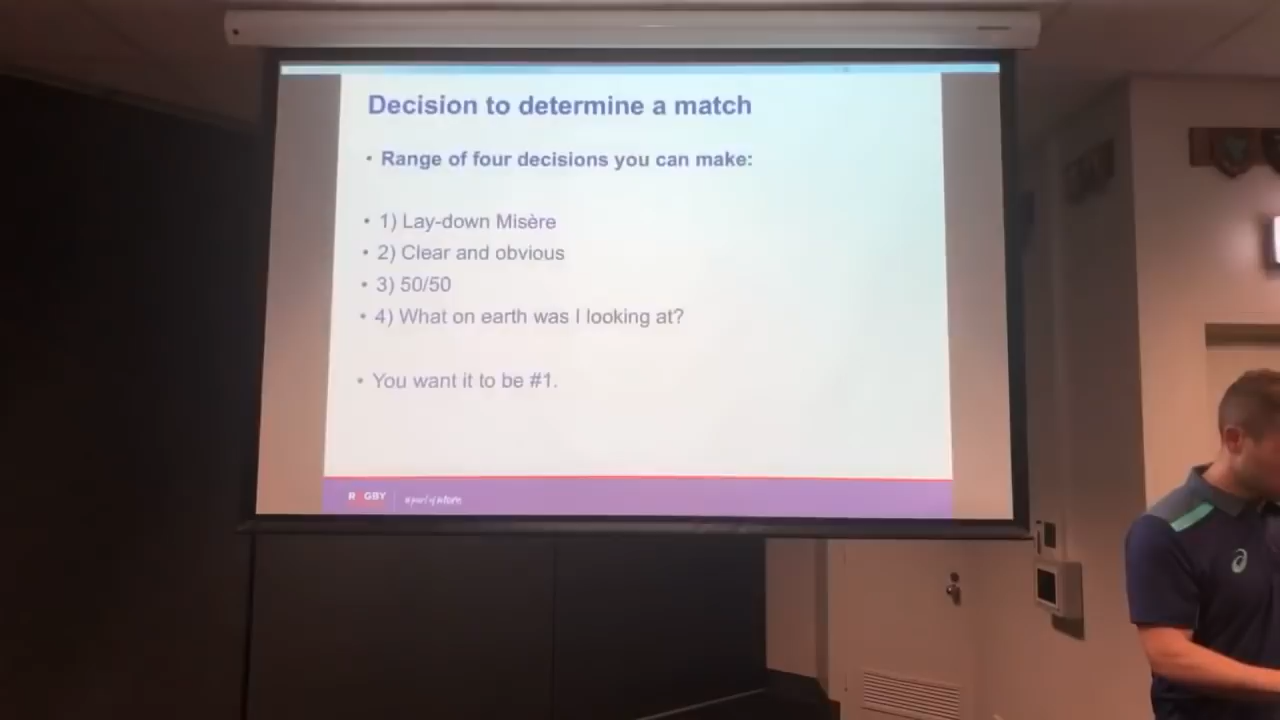 Decision to determine a match
• Range of four decisions you can make:
• 1) Lay-down Misère
• 2) Clear and obvious
• 3) 50/50
• 4) What on earth was I looking at?
• You want it to be #1.
RUGBY
#partofmore